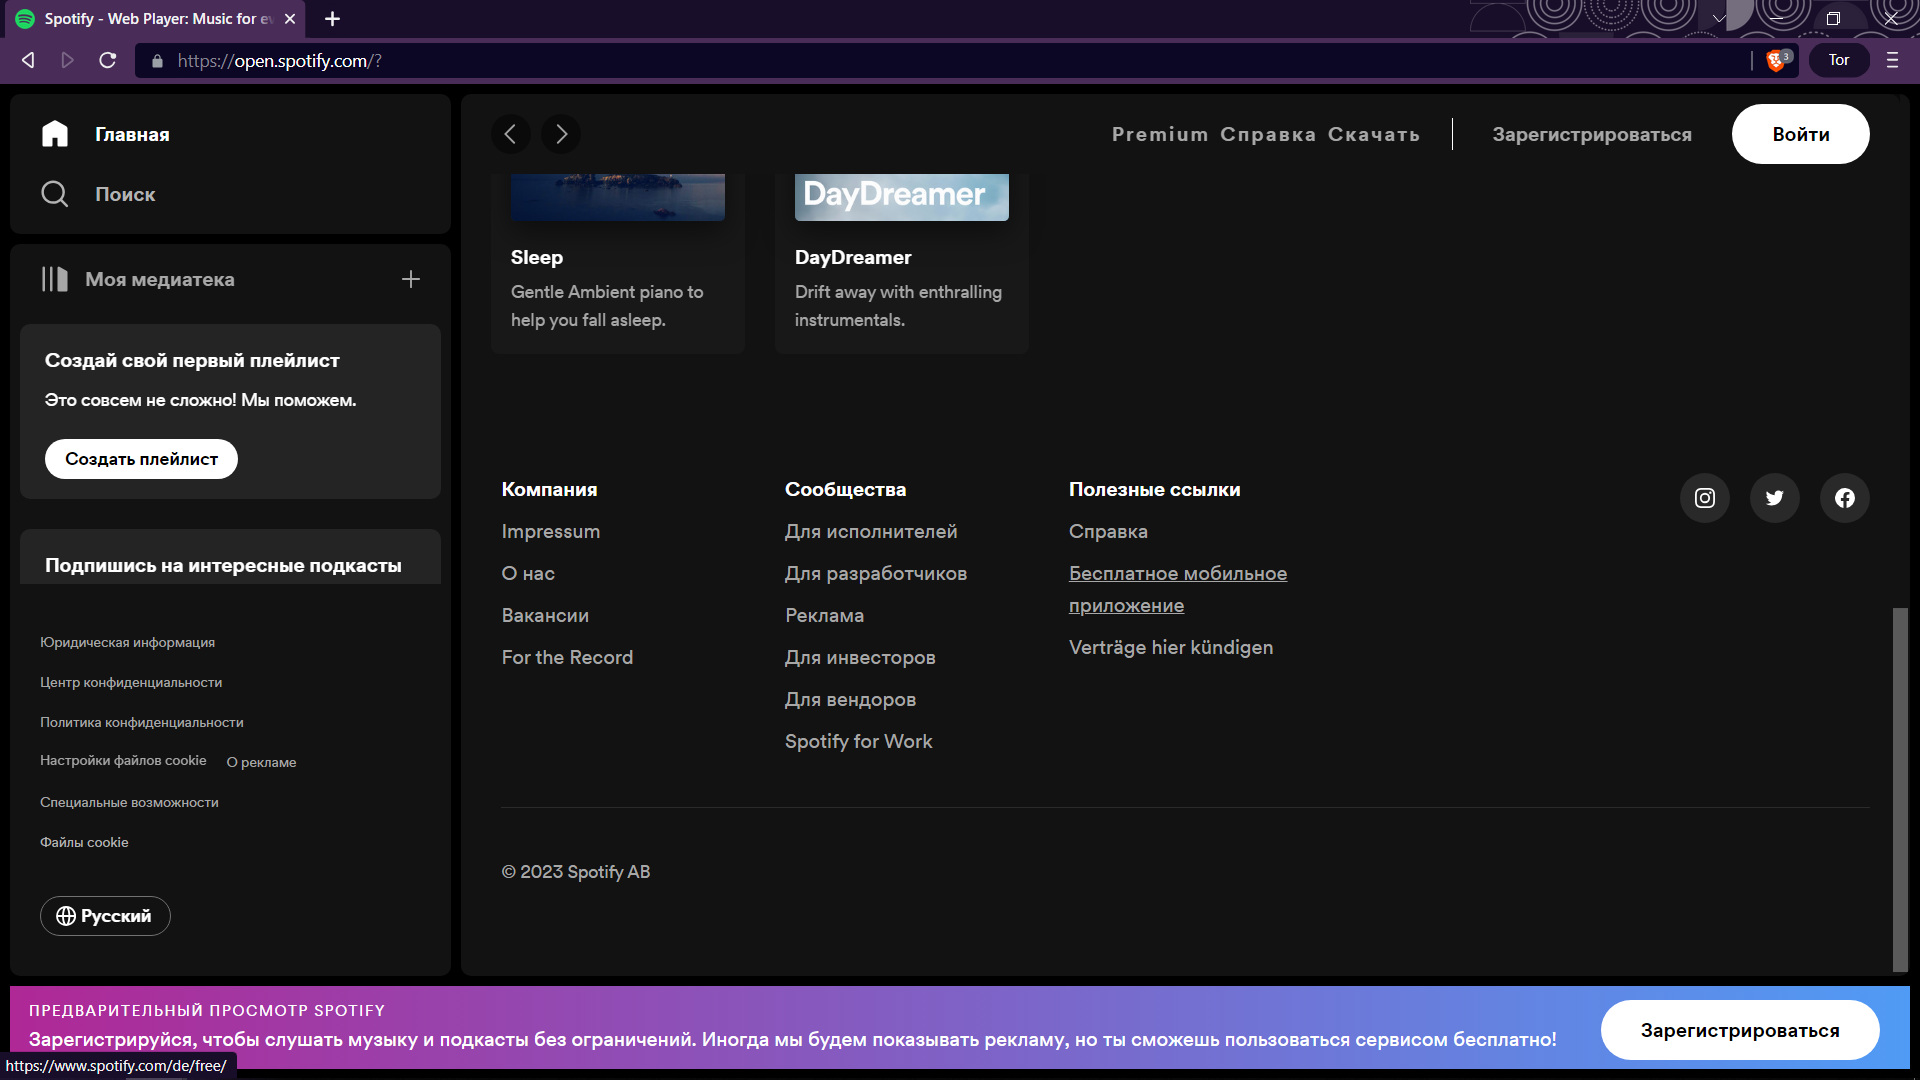 Spotify - Web Player: Music for ev
https://open.spotify.com/?
3
Tor
Главная
Поиск
Моя медиатека
Создай свой первый плейлист
Это совсем не сложно! Мы поможем.
Создать плейлист
Подпишись на интересные подкасты
Юридическая информация
Центр конфиденциальности
Политика конфиденциальности
Настройки файлов cookie О рекламе
Специальные возможности
Файлы cookie
Русский
Premium Справка Скачать
Зарегистрироваться
Войти
DayDreamer
Sleep
Gentle Ambient piano to
help you fall asleep.
DayDreamer
Drift away with enthralling
instrumentals.
Компания
Impressum
О нас
Вакансии
For the Record
Сообщества
Для исполнителей
Для разработчиков
Реклама
Для инвесторов
Для вендоров
Spotify for Work
Полезные ссылки
Справка
Бесплатное мобильное
приложение
Verträge hier kündigen
© 2023 Spotify AB
ПРЕДВАРИТЕЛЬНЫЙ ПРОСМОТР SPOTIFY
Зарегистрируйся, чтобы слушать музыку и подкасты без ограничений. Иногда мы будем показывать рекламу, но ты сможешь пользоваться сервисом бесплатно!
Зарегистрироваться
https://www.spotify.com/de/free/